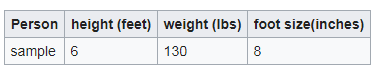 Person height (feet) weight (lbs) foot size(inches)
sample 6 130 8